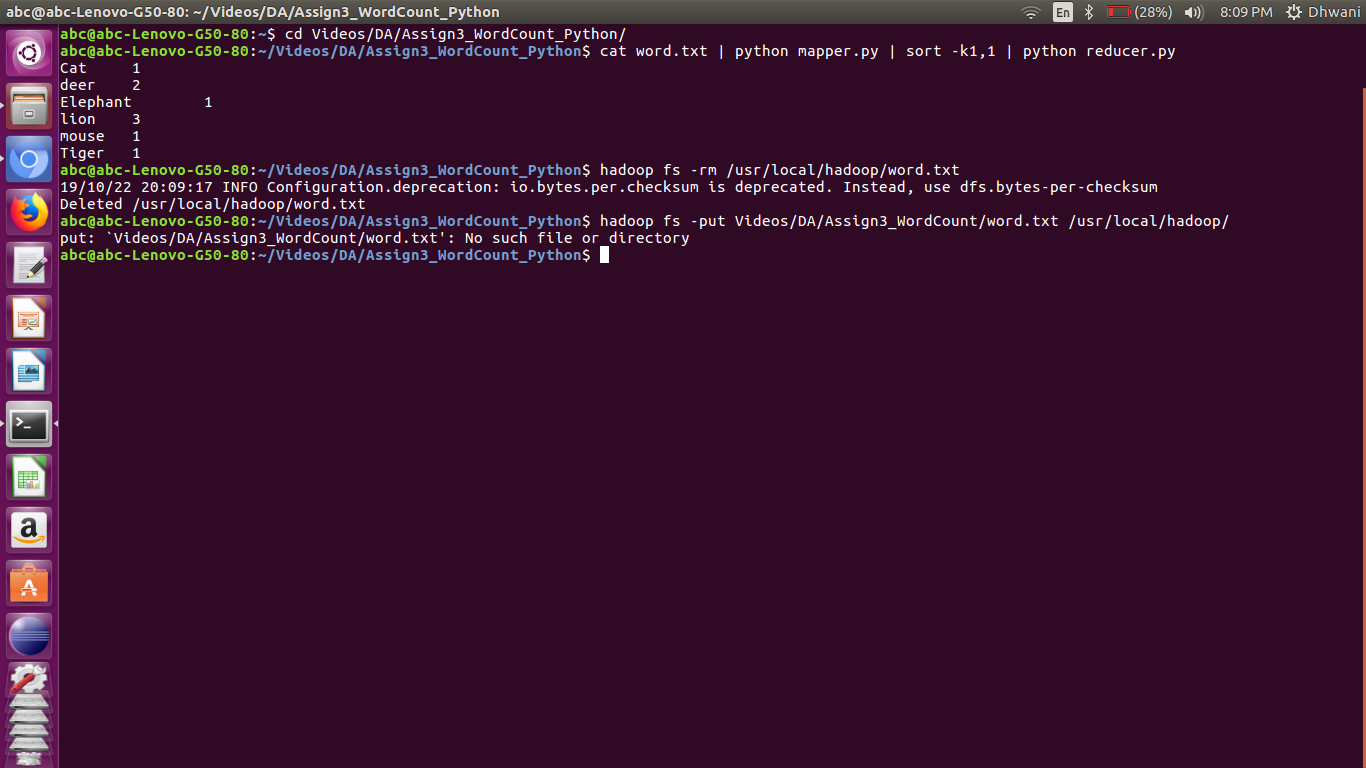 abc@abc-Lenovo-G50-80: ~/Videos/DA/Assign3_WordCount_Python En (28%) 8:09 PM Dhwani
abc@abc-Lenovo-G50-80:~$ cd Videos/DA/Assign3_WordCount_Python/
abc@abc-Lenovo-G50-80:~/Videos/DA/Assign3_WordCount_Python$ cat word.txt | python mapper.py | sort -k1,1 | python reducer.py
Cat 1
deer 2
Elephant 1
lion 3
mouse 1
Tiger 1
abc@abc-Lenovo-G50-80:~/Videos/DA/Assign3_WordCount_Python$ hadoop fs -rm /usr/local/hadoop/word.txt
19/10/22 20:09:17 INFO Configuration.deprecation: io.bytes.per.checksum is deprecated. Instead, use dfs.bytes-per-checksum
Deleted /usr/local/hadoop/word.txt
abc@abc-Lenovo-G50-80:~/Videos/DA/Assign3_WordCount_Python$ hadoop fs -put Videos/DA/Assign3_WordCount/word.txt /usr/local/hadoop/
put: `Videos/DA/Assign3_WordCount/word.txt': No such file or directory
abc@abc-Lenovo-G50-80:~/Videos/DA/Assign3_WordCount_Python$